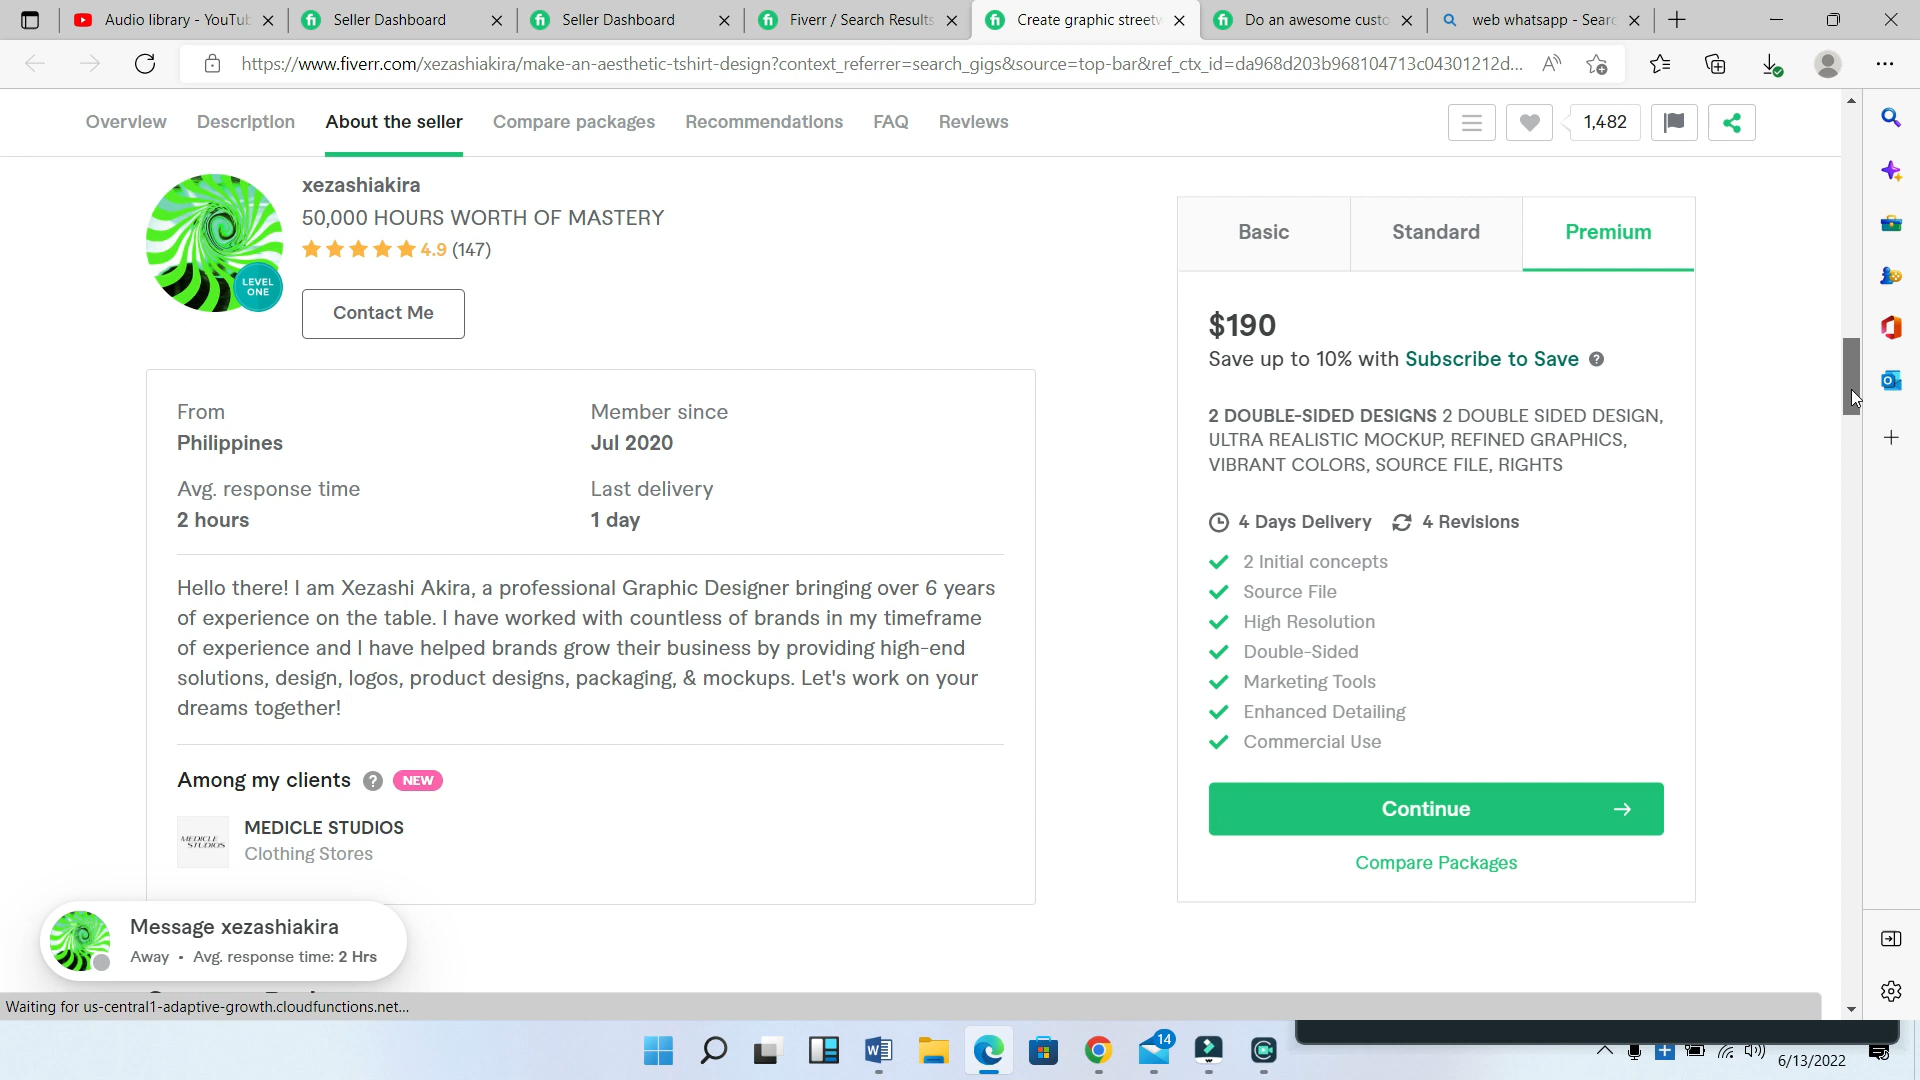 Audio library - YouTub
Seller Dashboard
Seller Dashboard
Fiverr / Search Results
Create graphic streetw
Do an awesome custo
web whatsapp - Searc
https://www.fiverr.com/xezashiakira/make-an-aesthetic-tshirt-design?context_referrer=search_gigs&source=top-bar&ref_ctx_id=da968d203b968104713c04301212d...
Overview
Description
About the seller
Compare packages
Recommendations
FAQ
Reviews
1,482
xezashiakira
50,000 HOURS WORTH OF MASTERY
4.9 (147)
LEVEL
ONE
Contact Me
From
Philippines
Member since
Jul 2020
Avg. response time
2 hours
Last delivery
1 day
Hello there! I am Xezashi Akira, a professional Graphic Designer bringing over 6 years
of experience on the table. I have worked with countless of brands in my timeframe
of experience and I have helped brands grow their business by providing high-end
solutions, design, logos, product designs, packaging, & mockups. Let's work on your
dreams together!
Among my clients ? NEW
MEDICLE STUDIOS
MEDICLE STUDIOS
Clothing Stores
Basic
Standard
Premium
$190
Save up to 10% with Subscribe to Save ?
2 DOUBLE-SIDED DESIGNS 2 DOUBLE SIDED DESIGN,
ULTRA REALISTIC MOCKUP, REFINED GRAPHICS,
VIBRANT COLORS, SOURCE FILE, RIGHTS
4 Days Delivery
4 Revisions
2 Initial concepts
Source File
High Resolution
Double-Sided
Marketing Tools
Enhanced Detailing
Commercial Use
Continue
Compare Packages
Message xezashiakira
Away • Avg. response time: 2 Hrs
Waiting for us-central1-adaptive-growth.cloudfunctions.net...
14
6/13/2022